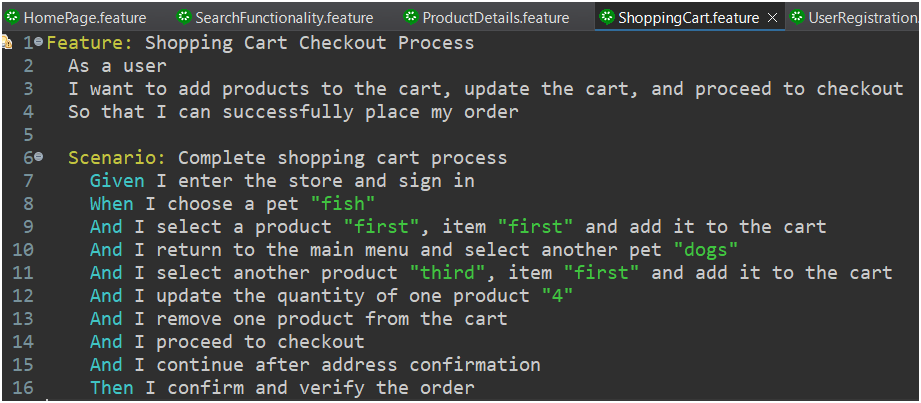 HomePage.feature SearchFunctionality.feature ProductDetails.feature ShoppingCart.feature UserRegistration.
1 Feature: Shopping Cart Checkout Process
2 As a user
3 I want to add products to the cart, update the cart, and proceed to checkout
4 So that I can successfully place my order
5
6 Scenario: Complete shopping cart process
7 Given I enter the store and sign in
8 When I choose a pet "fish"
9 And I select a product "first", item "first" and add it to the cart
10 And I return to the main menu and select another pet "dogs"
11 And I select another product "third", item "first" and add it to the cart
12 And I update the quantity of one product "4"
13 And I remove one product from the cart
14 And I proceed to checkout
15 And I continue after address confirmation
16 Then I confirm and verify the order